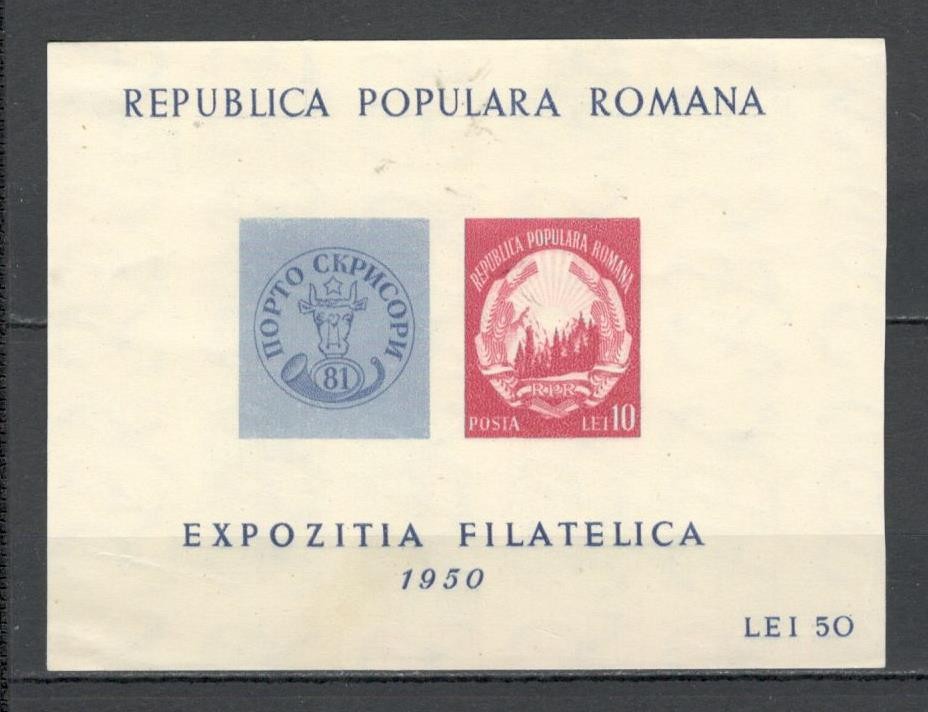 REPUBLICA POPULARA ROMANA
ПОРТО СКРИСОРИ
81
REPUBLICA POPULARA ROMANA
RPR
POSTA LEI 10
EXPOZITIA FILATELICA
1950
LEI 50